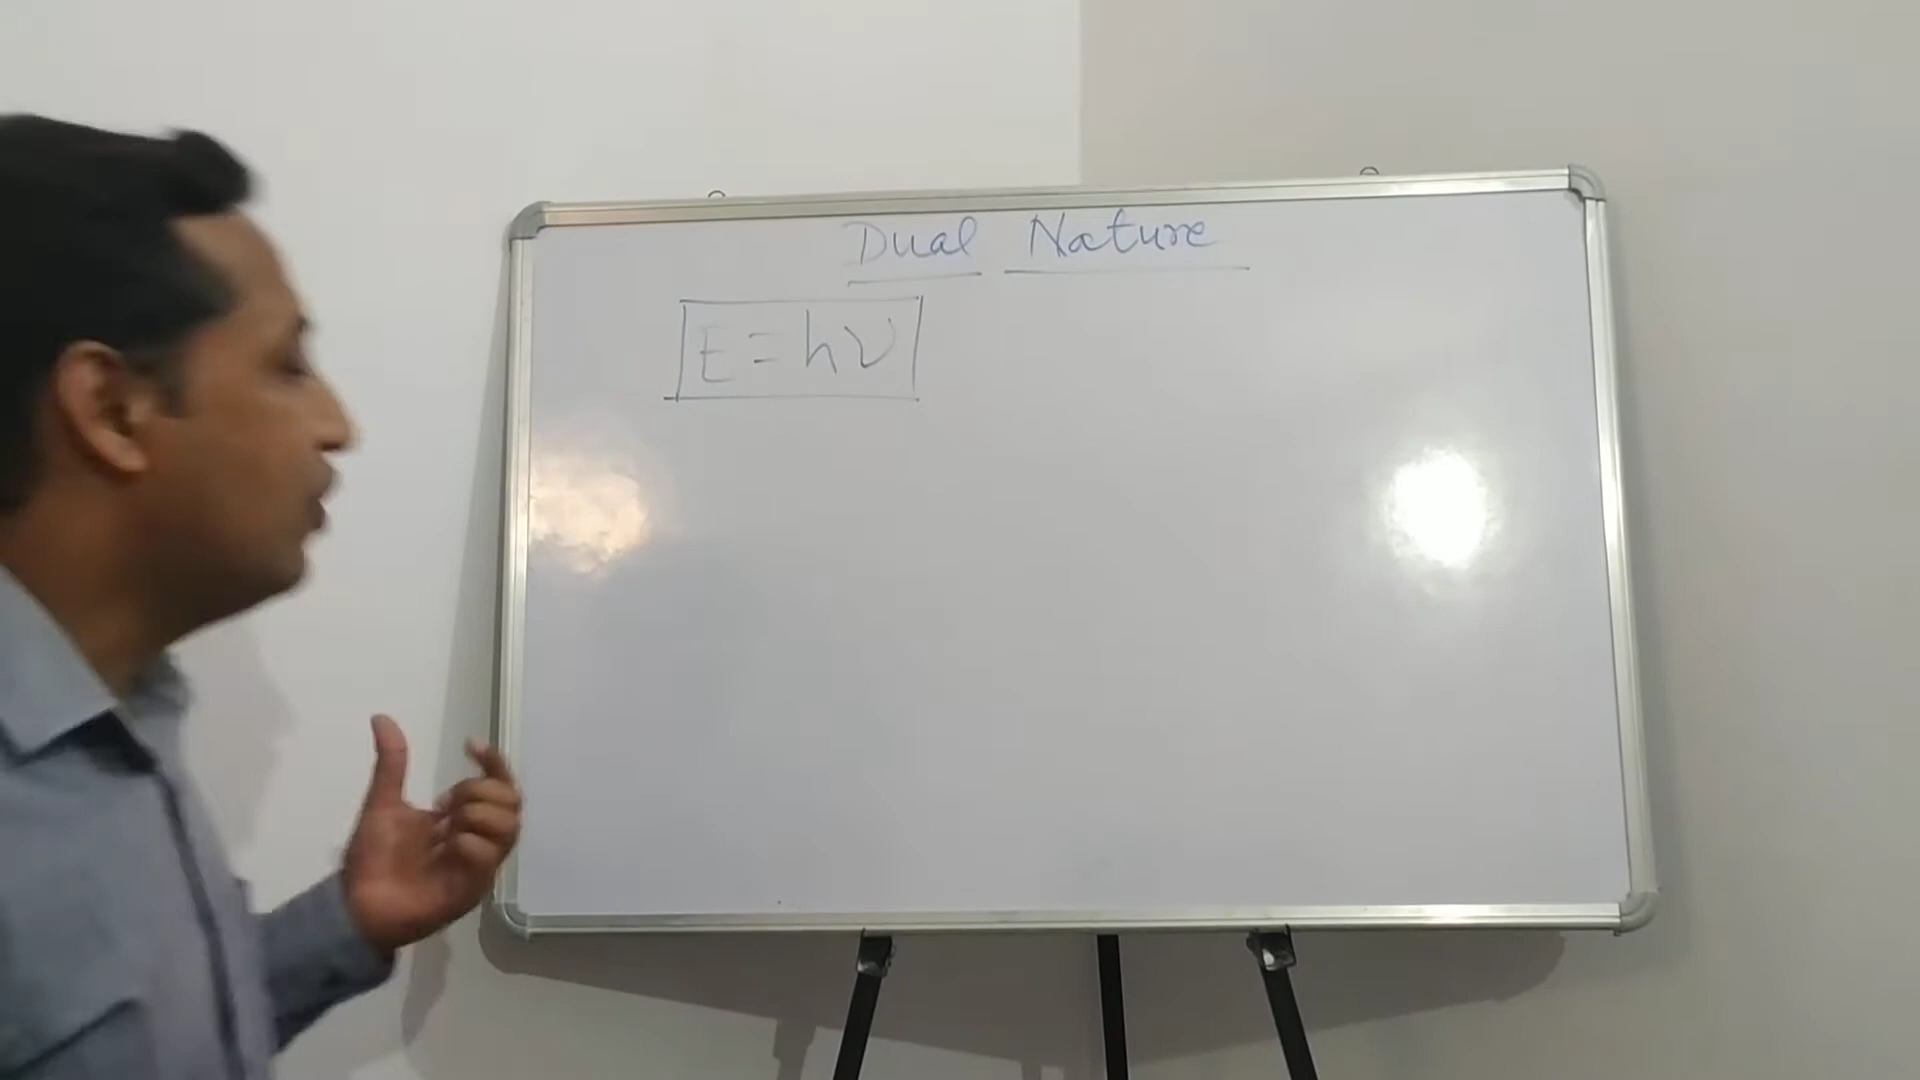 Dual Nature
E = hν